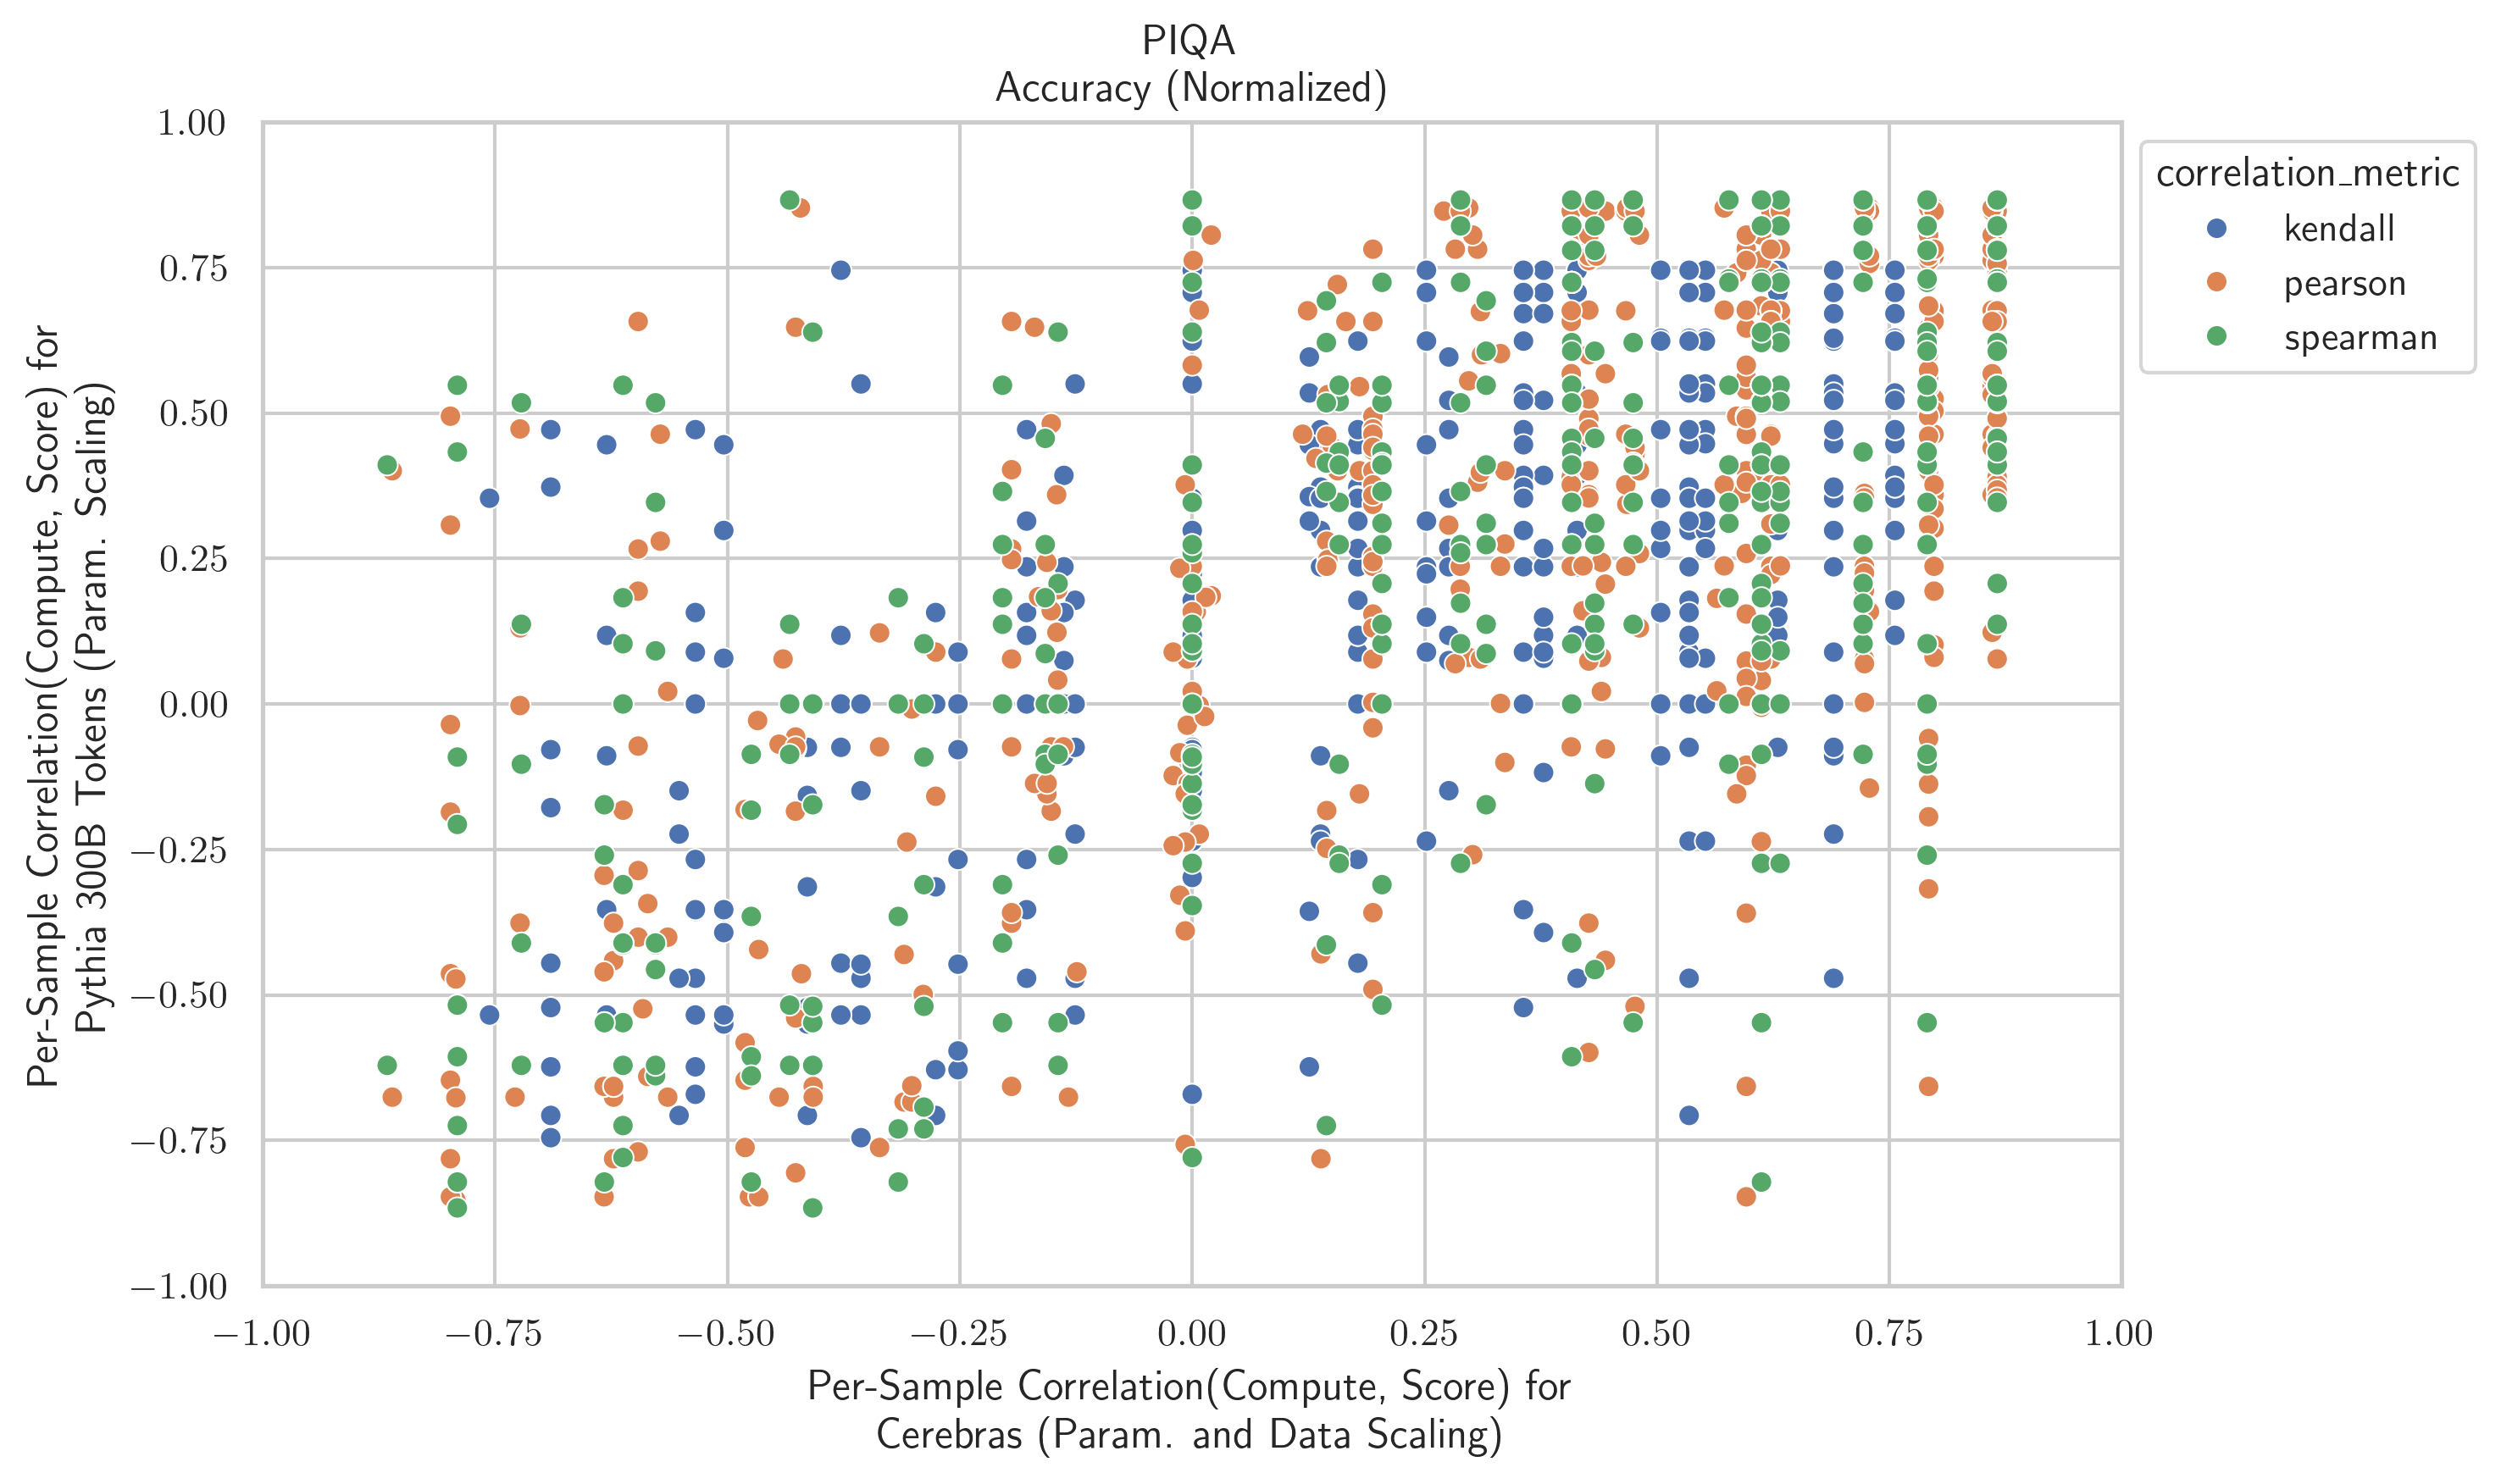 PIQA
Accuracy (Normalized)
Per-Sample Correlation(Compute, Score) for
Pythia 300B Tokens (Param. Scaling)
1.00
0.75
0.50
0.25
0.00
−0.25
−0.50
−0.75
−1.00
−1.00
−0.75
−0.50
−0.25
0.00
0.25
0.50
0.75
1.00
Per-Sample Correlation(Compute, Score) for
Cerebras (Param. and Data Scaling)
correlation_metric
kendall
pearson
spearman